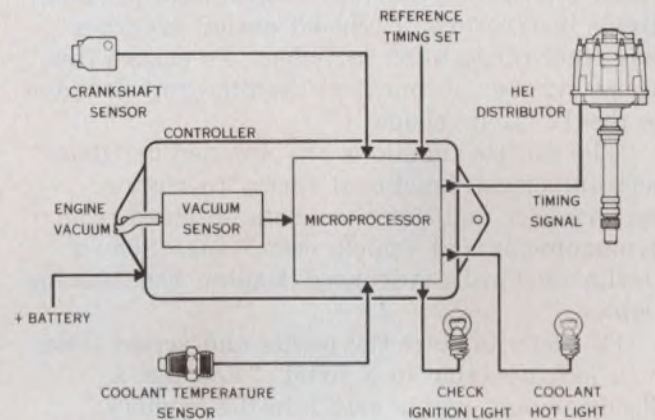 REFERENCE
TIMING SET
CRANKSHAFT
SENSOR
HEI
DISTRIBUTOR
CONTROLLER
ENGINE
VACUUM
VACUUM
SENSOR
MICROPROCESSOR
TIMING
SIGNAL
+ BATTERY
COOLANT TEMPERATURE
SENSOR
CHECK
IGNITION LIGHT
COOLANT
HOT LIGHT